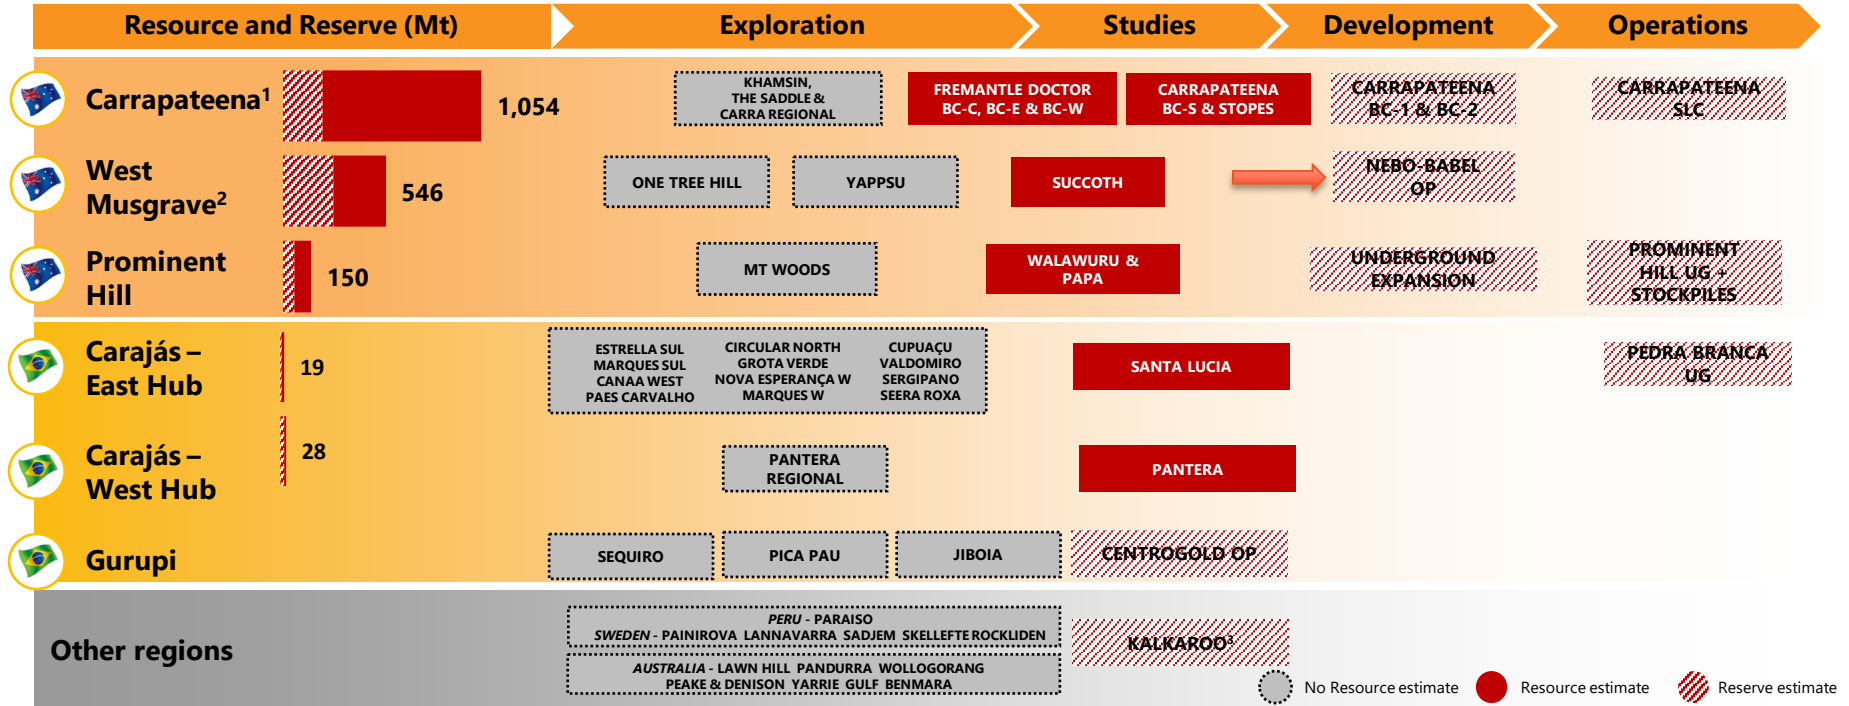 Resource and Reserve (Mt)
Exploration
Studies
Development
Operations
Carrapateena1
1,054
KHAMSIN,
THE SADDLE &
CARRA REGIONAL
FREMANTLE DOCTOR
BC-C, BC-E & BC-W
CARRAPATEENA
BC-S & STOPES
CARRAPATEENA
BC-1 & BC-2
CARRAPATEENA
SLC
West
Musgrave2
546
ONE TREE HILL
YAPPSU
SUCCOTH
NEBO-BABEL
OP
Prominent
Hill
150
MT WOODS
WALAWURU &
PAPA
UNDERGROUND
EXPANSION
PROMINENT
HILL UG +
STOCKPILES
Carajás –
East Hub
19
ESTRELLA SUL
MARQUES SUL
CANAA WEST
PAES CARVALHO
CIRCULAR NORTH
GROTA VERDE
NOVA ESPERANÇA W
MARQUES W
CUPUAÇU
VALDOMIRO
SERGIPANO
SEERA ROXA
SANTA LUCIA
PEDRA BRANCA
UG
Carajás –
West Hub
28
PANTERA
REGIONAL
PANTERA
Gurupi
SEQUIRO
PICA PAU
JIBOIA
CENTROGOLD OP
Other regions
PERU - PARAISO
SWEDEN - PAINIROVA LANNAVARRA SADJEM SKELLEFTE ROCKLIDEN
AUSTRALIA - LAWN HILL PANDURRA WOLLOGORANG
PEAKE & DENISON YARRIE GULF BENMARA
KALKAROO3
No Resource estimate
Resource estimate
Reserve estimate